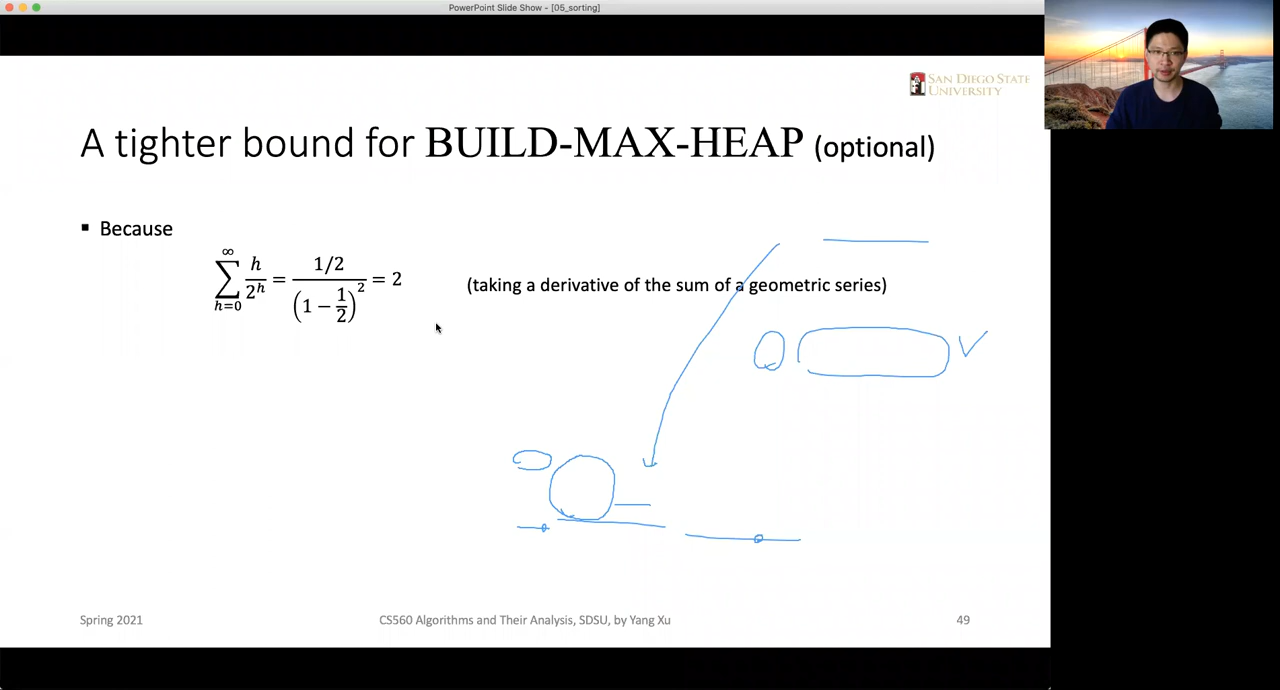 PowerPoint Slide Show - [05_sorting]
SAN DIEGO STATE
UNIVERSITY
A tighter bound for BUILD-MAX-HEAP (optional)
▪ Because
∑_{h=0}^{∞} h/2^h = (1/2)/(1 − 1/2)^2 = 2 (taking a derivative of the sum of a geometric series)
Spring 2021 CS560 Algorithms and Their Analysis, SDSU, by Yang Xu 49